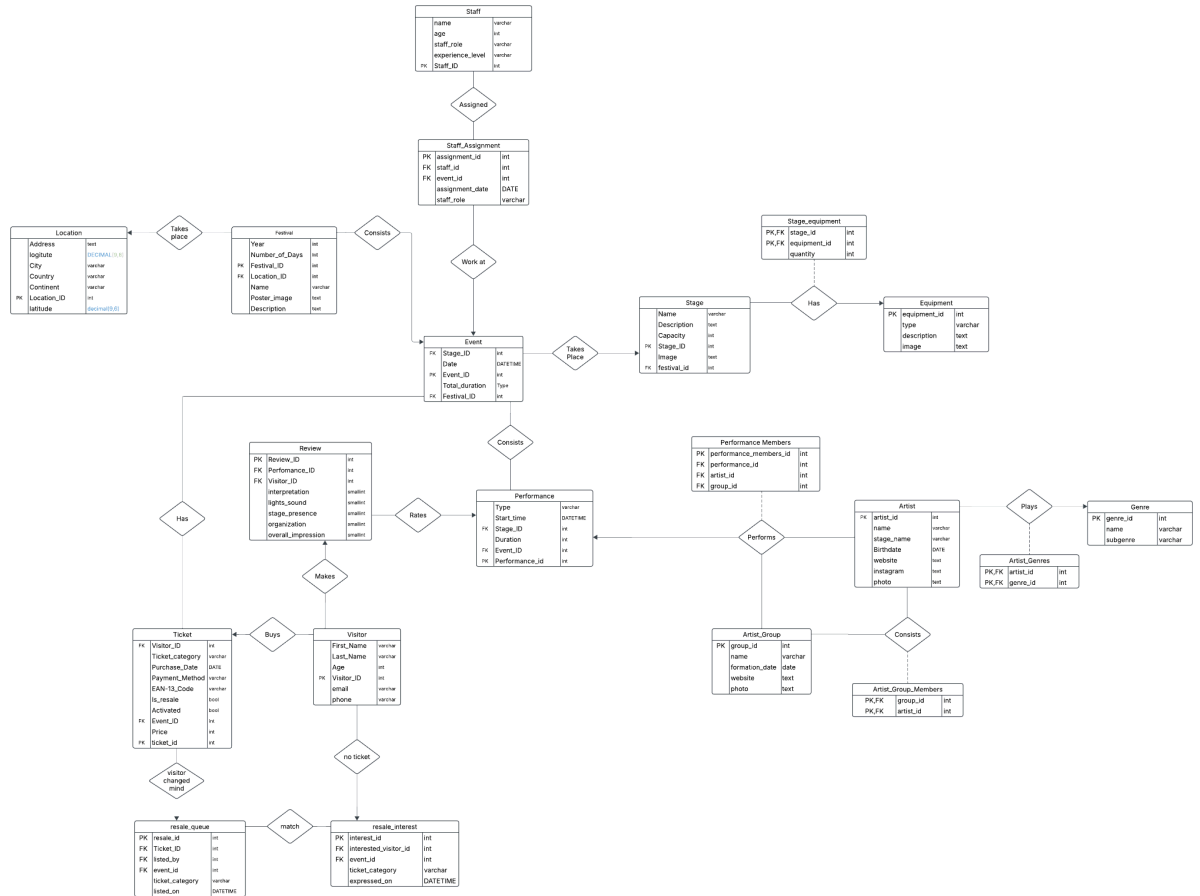 Staff
name varchar
age int
staff_role varchar
experience_level varchar
PK Staff_ID int
Assigned
Staff_Assignment
PK assignment_id int
FK staff_id int
FK event_id int
assignment_date DATE
staff_role varchar
Work at
Location
Address text
logitute DECIMAL(9,6)
City varchar
Country varchar
Continent varchar
PK Location_ID int
latitude decimal(9,6)
Takes
place
Festival
Year int
Number_of_Days int
PK Festival_ID int
FK Location_ID int
Name varchar
Poster_image text
Description text
Consists
Event
FK Stage_ID int
Date DATETIME
PK Event_ID int
Total_duration Type
FK Festival_ID int
Takes
Place
Stage
Name varchar
Description text
Capacity int
PK Stage_ID int
Image text
FK festival_id int
Stage_equipment
PK,FK stage_id int
PK,FK equipment_id int
quantity int
Has
Equipment
PK equipment_id int
type varchar
description text
image text
Consists
Review
PK Review_ID int
FK Perfomance_ID int
FK Visitor_ID int
interpretation smallint
lights_sound smallint
stage_presence smallint
organization smallint
overall_impression smallint
Rates
Performance
Type varchar
Start_time DATETIME
FK Stage_ID int
Duration int
FK Event_ID int
PK Performance_id int
Performance Members
PK performance_members_id int
FK performance_id int
FK artist_id int
FK group_id int
Performs
Artist
PK artist_id int
name varchar
stage_name varchar
Birthdate DATE
website text
instagram text
photo text
Plays
Genre
PK genre_id int
name varchar
subgenre varchar
Artist_Genres
PK,FK artist_id int
PK,FK genre_id int
Has
Makes
Ticket
FK Visitor_ID int
Ticket_category varchar
Purchase_Date DATE
Payment_Method varchar
EAN-13_Code varchar
Is_resale bool
Activated bool
FK Event_ID int
Price int
PK ticket_id int
Buys
Visitor
First_Name varchar
Last_Name varchar
Age int
PK Visitor_ID int
email varchar
phone varchar
Artist_Group
PK group_id int
name varchar
formation_date date
website text
photo text
Consists
Artist_Group_Members
PK,FK group_id int
PK,FK artist_id int
visitor
changed
mind
no ticket
resale_queue
PK resale_id int
FK Ticket_ID int
FK listed_by int
FK event_id int
ticket_category varchar
listed_on DATETIME
match
resale_interest
PK interest_id int
FK interested_visitor_id int
FK event_id int
ticket_category varchar
expressed_on DATETIME